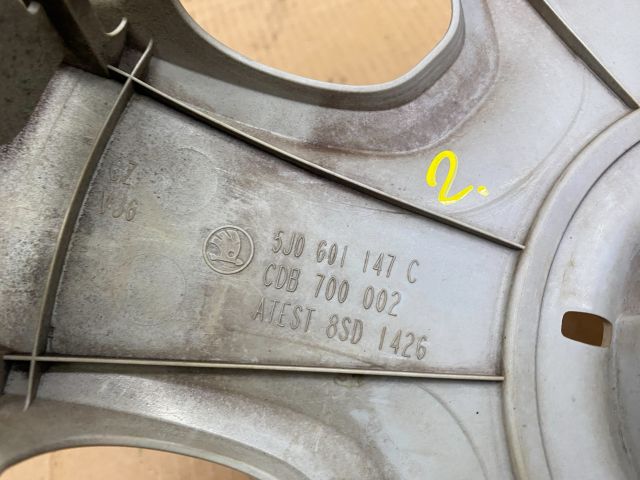 2.
5J0 601 147 C
CDB 700 002
ATEST 8SD 1426